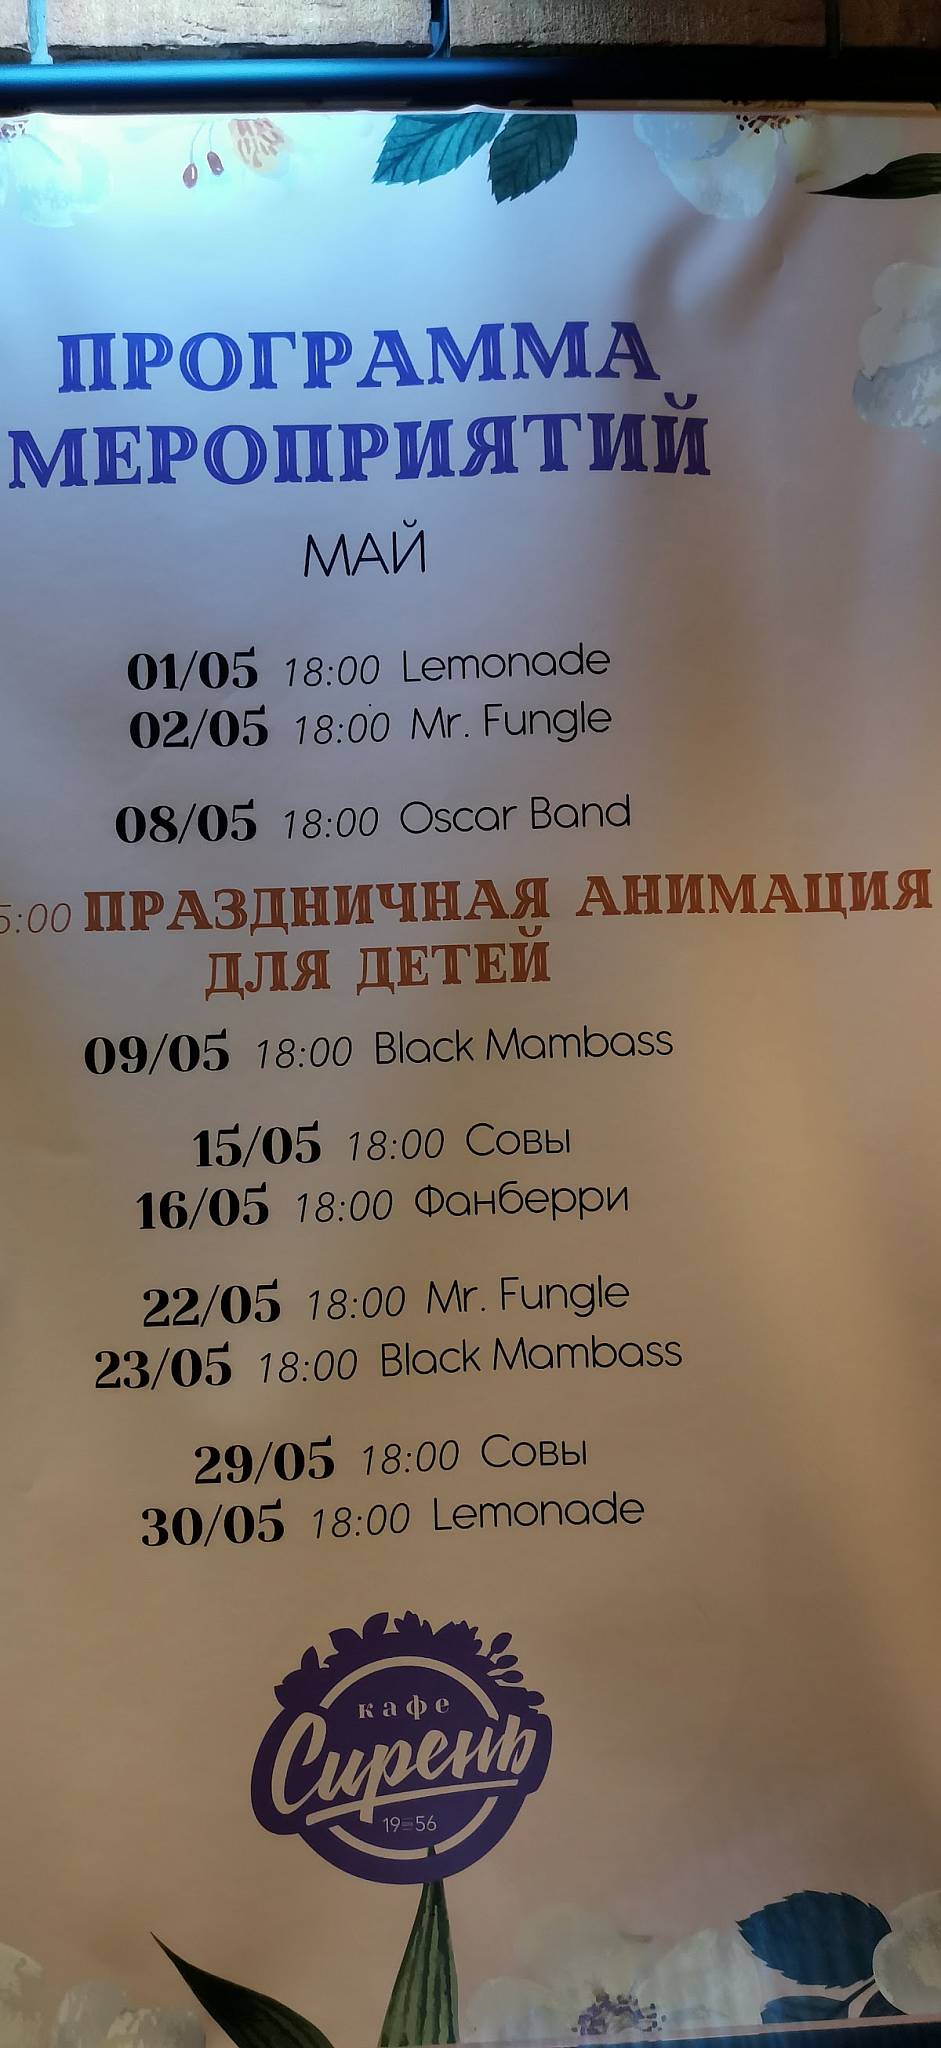 ПРОГРАММА
МЕРОПРИЯТИЙ
МАЙ
01/05 18:00 Lemonade
02/05 18:00 Mr. Fungle
08/05 18:00 Oscar Band
5:00 ПРАЗДНИЧНАЯ АНИМАЦИЯ
ДЛЯ ДЕТЕЙ
09/05 18:00 Black Mambass
15/05 18:00 Совы
16/05 18:00 Фанберри
22/05 18:00 Mr. Fungle
23/05 18:00 Black Mambass
29/05 18:00 Совы
30/05 18:00 Lemonade
кафе
Сирень
19 56